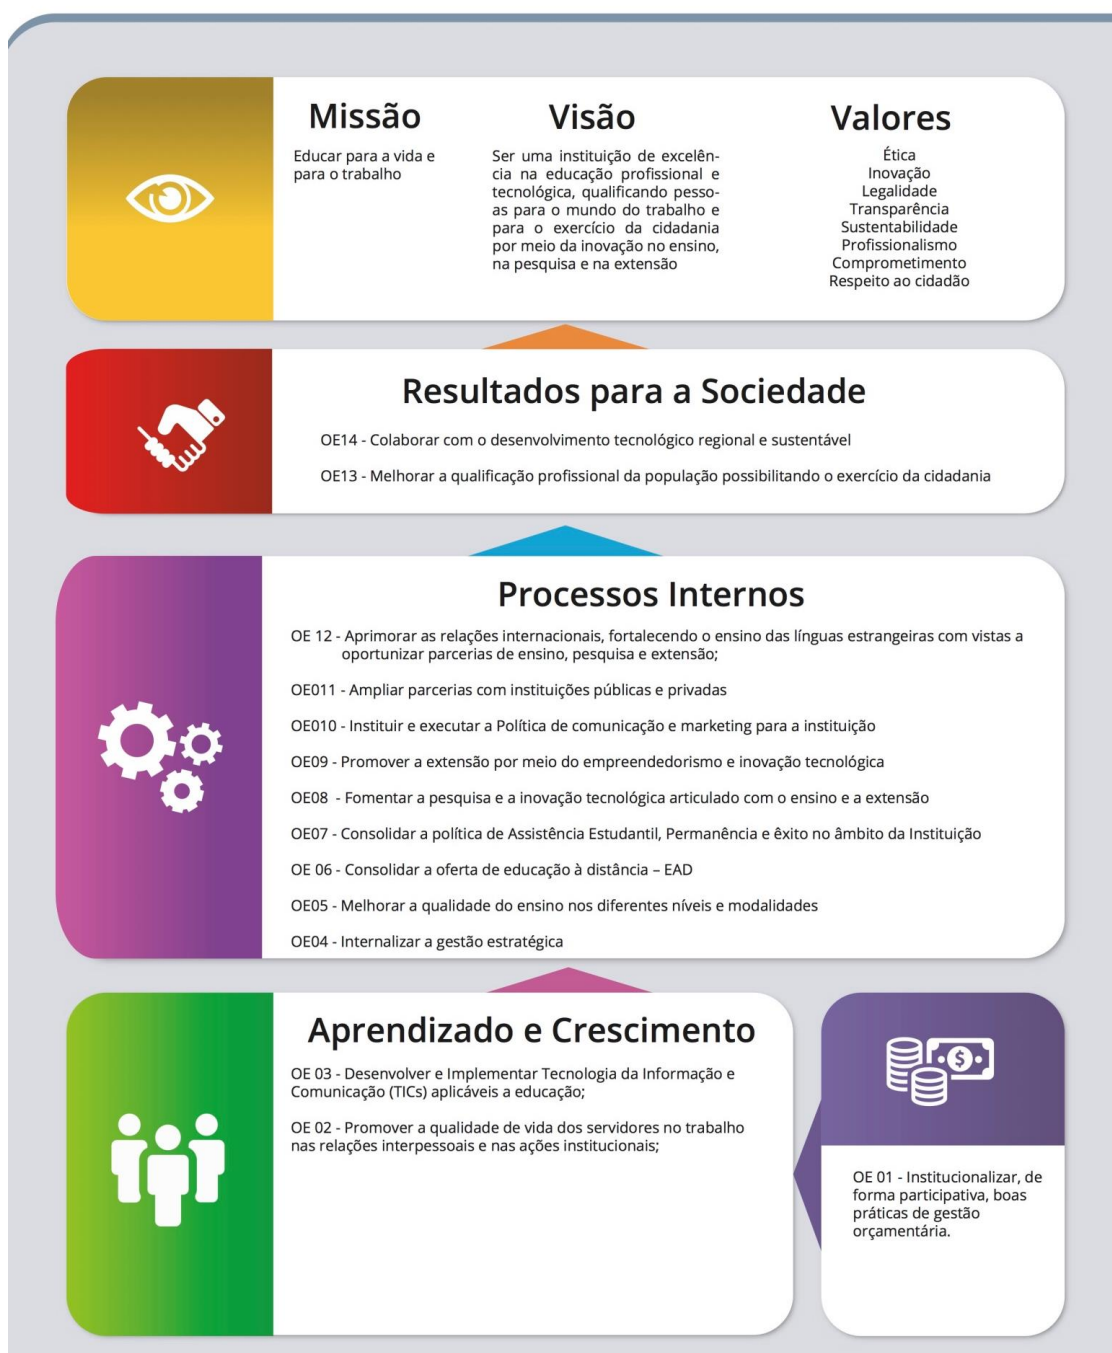 Missão
Educar para a vida e
para o trabalho
Visão
Ser uma instituição de excelên-
cia na educação profissional e
tecnológica, qualificando pesso-
as para o mundo do trabalho e
para o exercício da cidadania
por meio da inovação no ensino,
na pesquisa e na extensão
Valores
Ética
Inovação
Legalidade
Transparência
Sustentabilidade
Profissionalismo
Comprometimento
Respeito ao cidadão
Resultados para a Sociedade
OE14 - Colaborar com o desenvolvimento tecnológico regional e sustentável
OE13 - Melhorar a qualificação profissional da população possibilitando o exercício da cidadania
Processos Internos
OE 12 - Aprimorar as relações internacionais, fortalecendo o ensino das línguas estrangeiras com vistas a
oportunizar parcerias de ensino, pesquisa e extensão;
OE011 - Ampliar parcerias com instituições públicas e privadas
OE010 - Instituir e executar a Política de comunicação e marketing para a instituição
OE09 - Promover a extensão por meio do empreendedorismo e inovação tecnológica
OE08 - Fomentar a pesquisa e a inovação tecnológica articulado com o ensino e a extensão
OE07 - Consolidar a política de Assistência Estudantil, Permanência e êxito no âmbito da Instituição
OE 06 - Consolidar a oferta de educação à distância – EAD
OE05 - Melhorar a qualidade do ensino nos diferentes níveis e modalidades
OE04 - Internalizar a gestão estratégica
Aprendizado e Crescimento
OE 03 - Desenvolver e Implementar Tecnologia da Informação e
Comunicação (TICs) aplicáveis a educação;
OE 02 - Promover a qualidade de vida dos servidores no trabalho
nas relações interpessoais e nas ações institucionais;
$
OE 01 - Institucionalizar, de
forma participativa, boas
práticas de gestão
orçamentária.